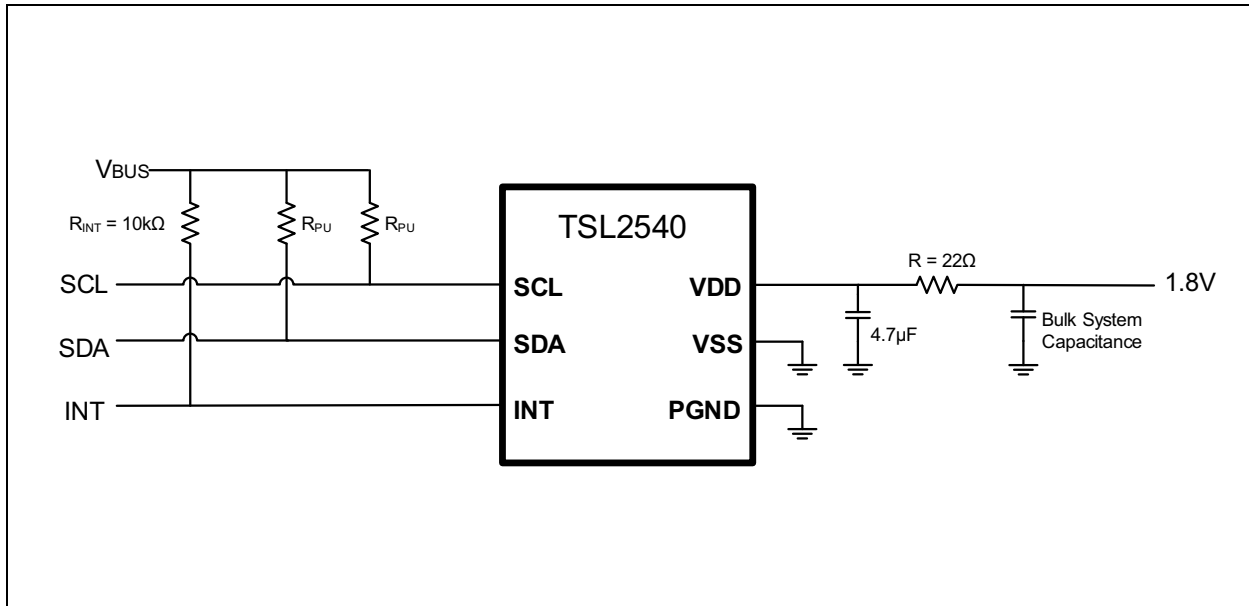 VBUS
RINT = 10kΩ
RPU
RPU
SCL
SDA
INT
TSL2540
SCL
SDA
INT
VDD
VSS
PGND
R = 22Ω
4.7µF
1.8V
Bulk System
Capacitance